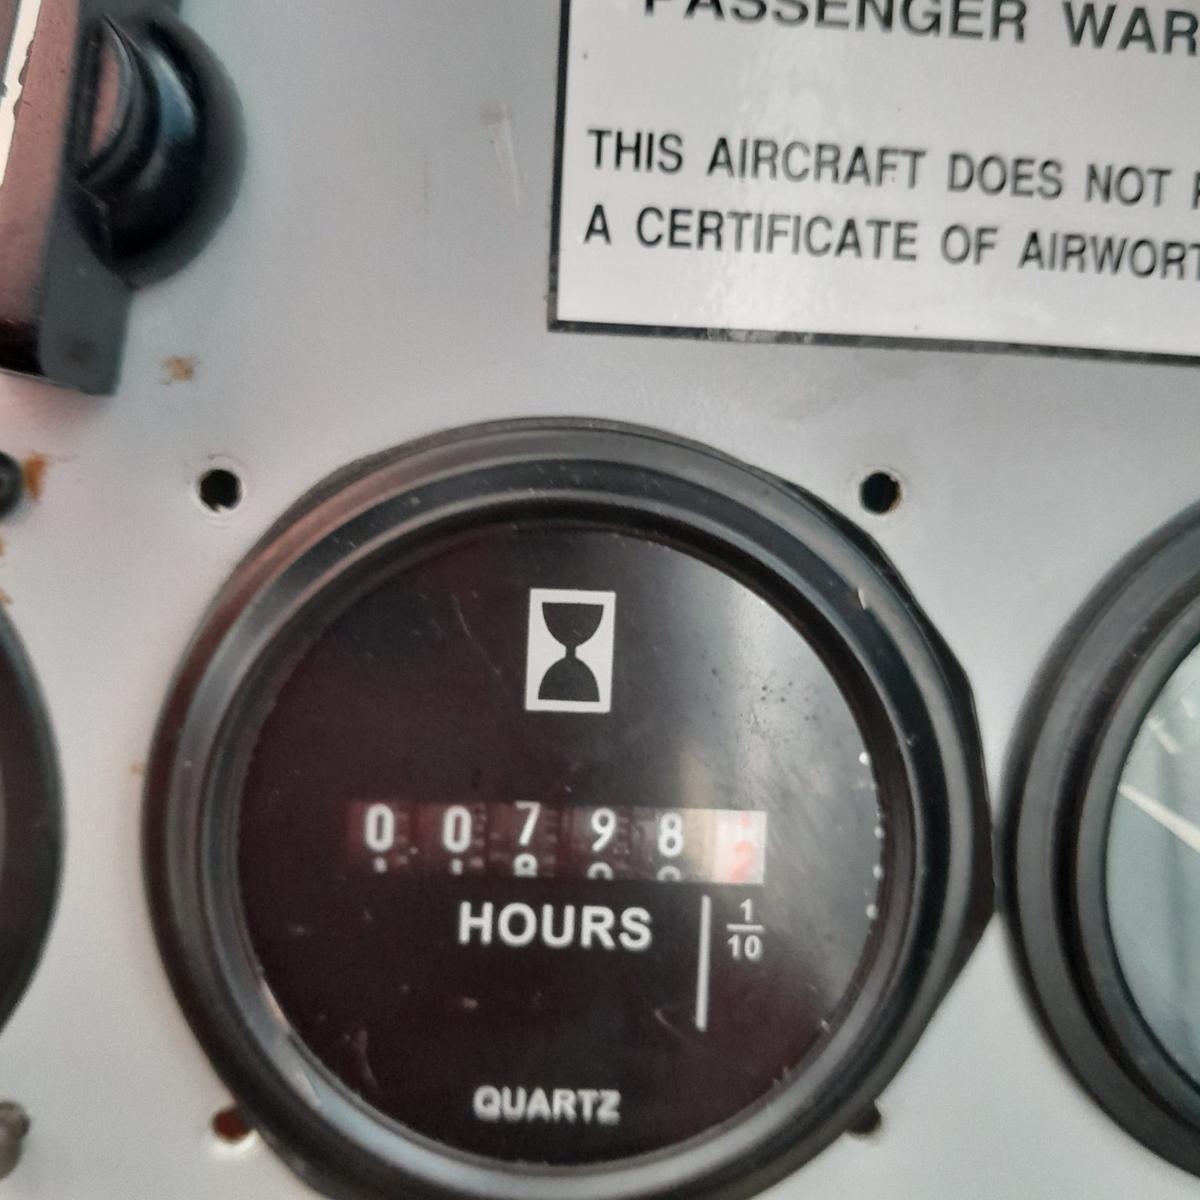 PASSENGER WAR
THIS AIRCRAFT DOES NOT
A CERTIFICATE OF AIRWORT
0 0 7 9 8
HOURS
1/10
QUARTZ